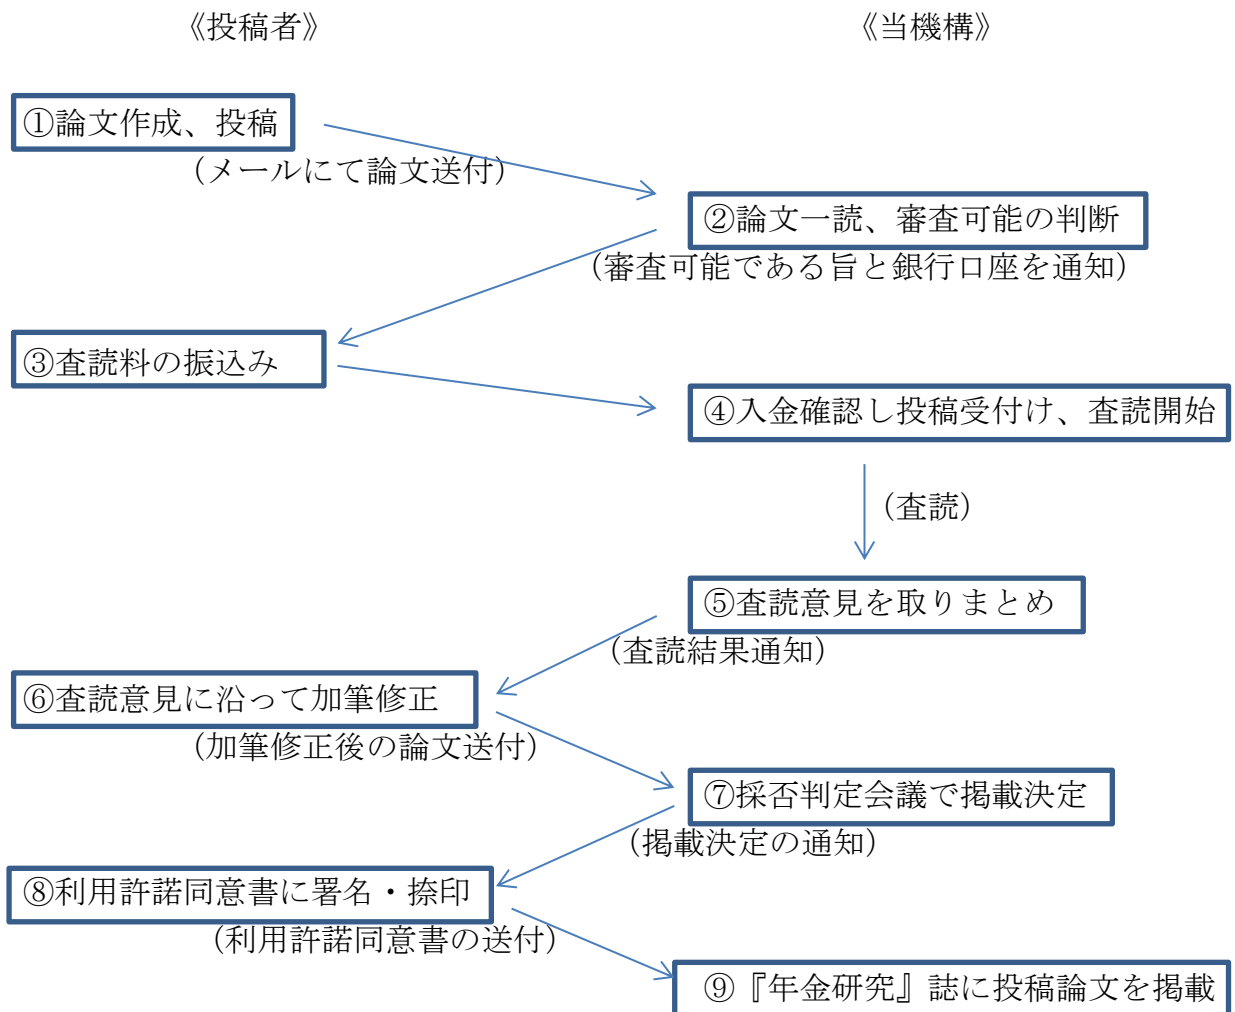 《投稿者》
《当機構》
①論文作成、投稿
（メールにて論文送付）
②論文一読、審査可能の判断
（審査可能である旨と銀行口座を通知）
③査読料の振込み
④入金確認し投稿受付け、査読開始
（査読）
⑤査読意見を取りまとめ
（査読結果通知）
⑥査読意見に沿って加筆修正
（加筆修正後の論文送付）
⑦採否判定会議で掲載決定
（掲載決定の通知）
⑧利用許諾同意書に署名・捺印
（利用許諾同意書の送付）
⑨『年金研究』誌に投稿論文を掲載